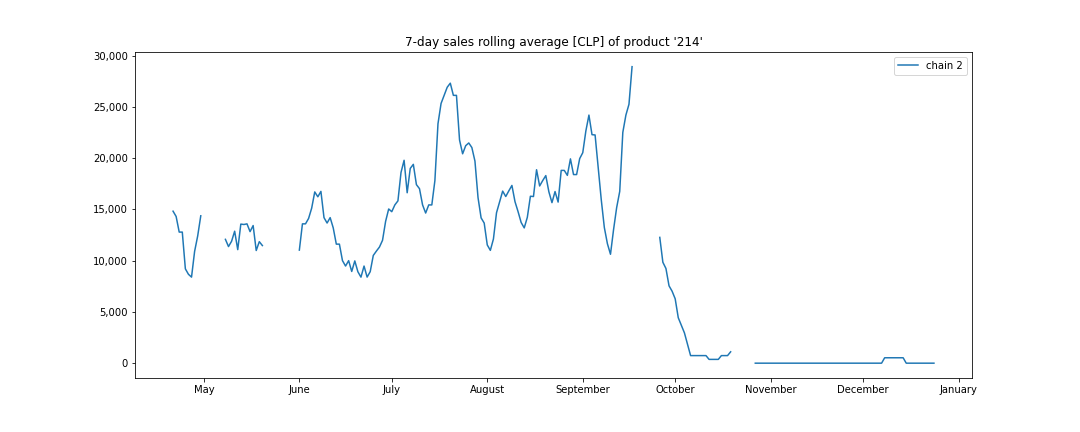 7-day sales rolling average [CLP] of product '214'
chain 2
30,000
25,000
20,000
15,000
10,000
5,000
0
May June July August September October November December January